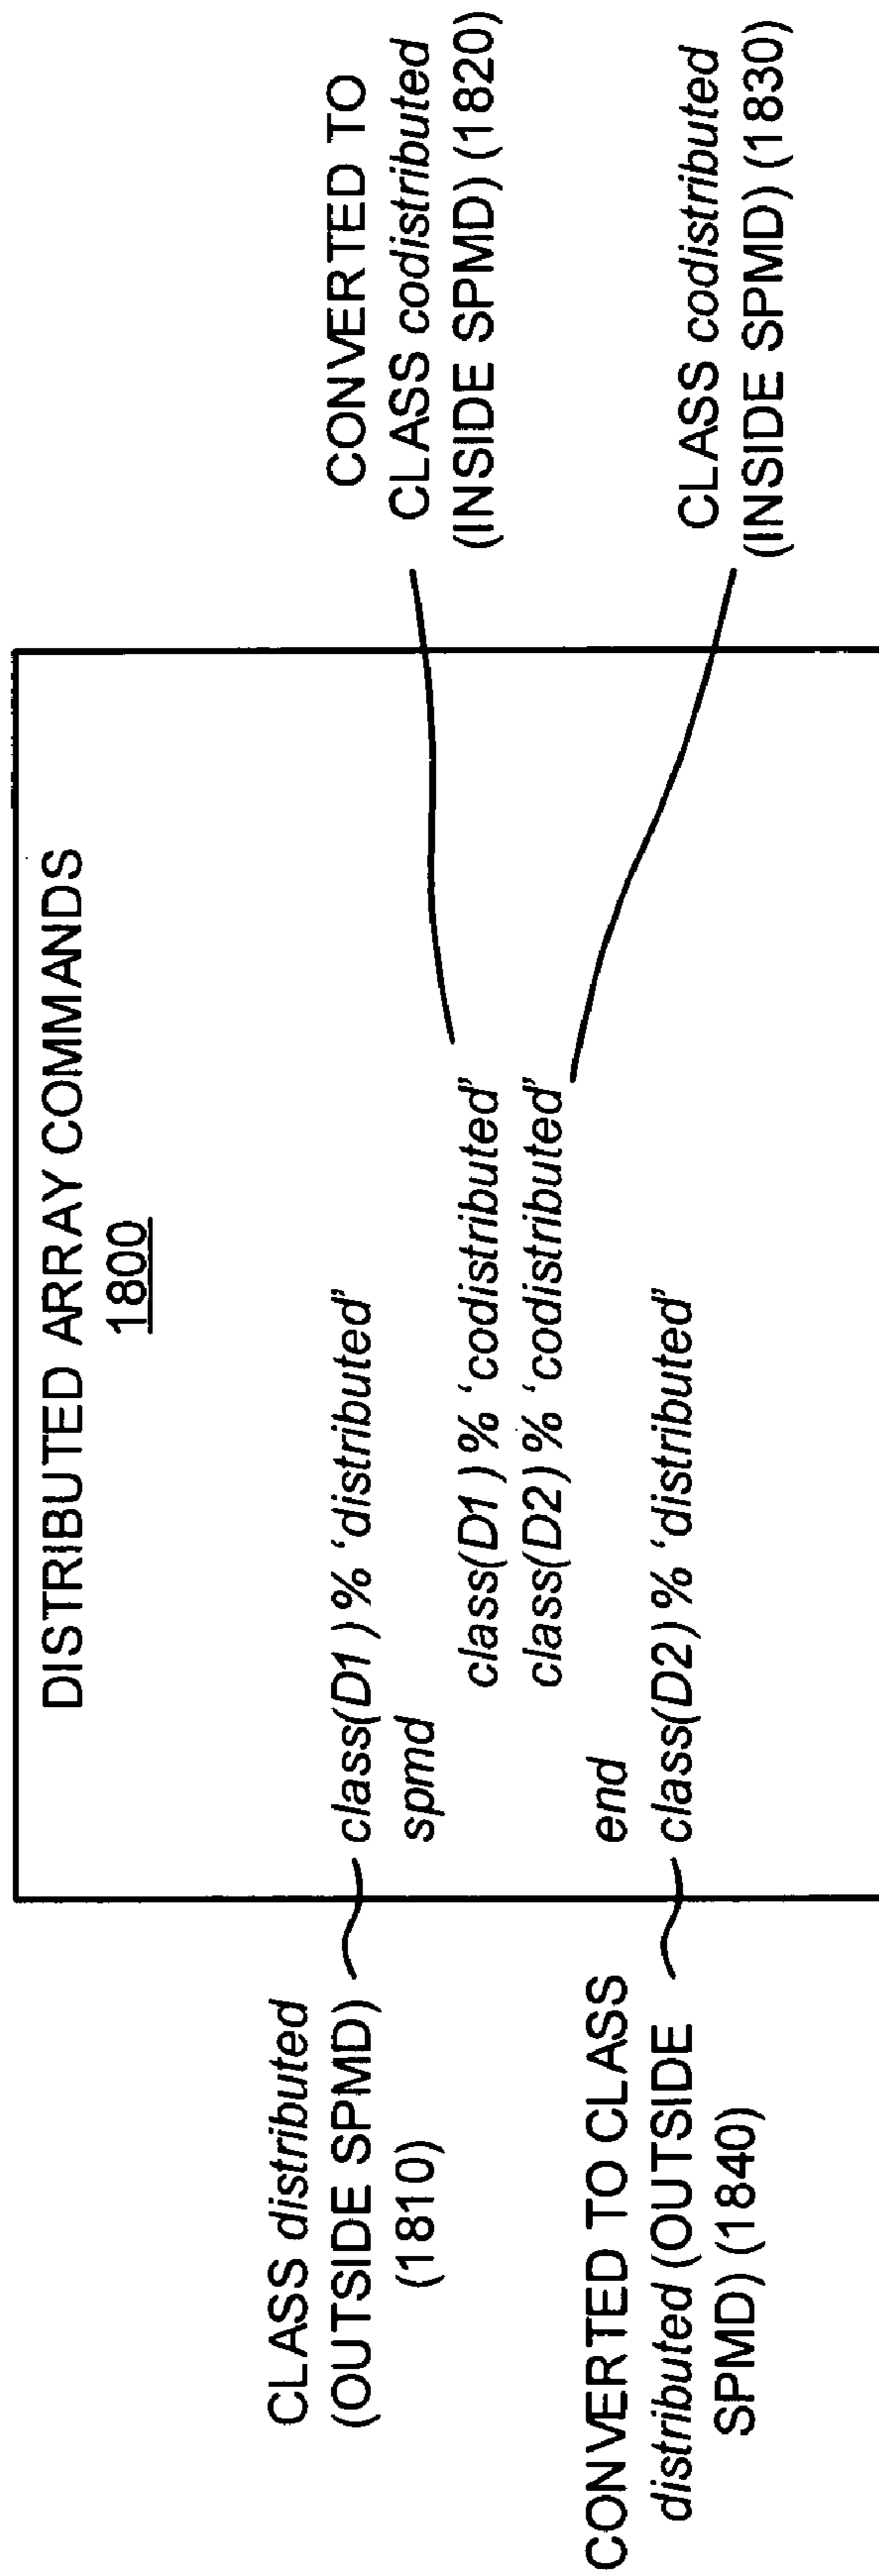 DISTRIBUTED ARRAY COMMANDS
1800
CLASS distributed
(OUTSIDE SPMD)
(1810)
class(D1) % 'distributed'
spmd
class(D1) % 'codistributed'
class(D2) % 'codistributed'
end
class(D2) % 'distributed'
CONVERTED TO CLASS
distributed (OUTSIDE
SPMD) (1840)
CONVERTED TO
CLASS codistributed
(INSIDE SPMD) (1820)
CLASS codistributed
(INSIDE SPMD) (1830)